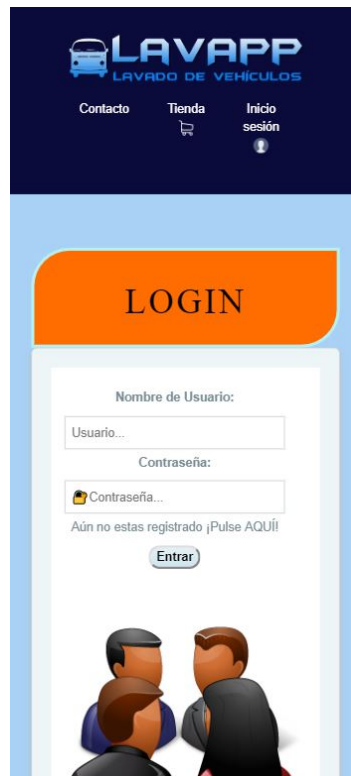 LAVAPP
LAVADO DE VEHÍCULOS
Contacto Tienda Inicio
sesión
LOGIN
Nombre de Usuario:
Usuario...
Contraseña:
Contraseña...
Aún no estas registrado ¡Pulse AQUÍ!
Entrar